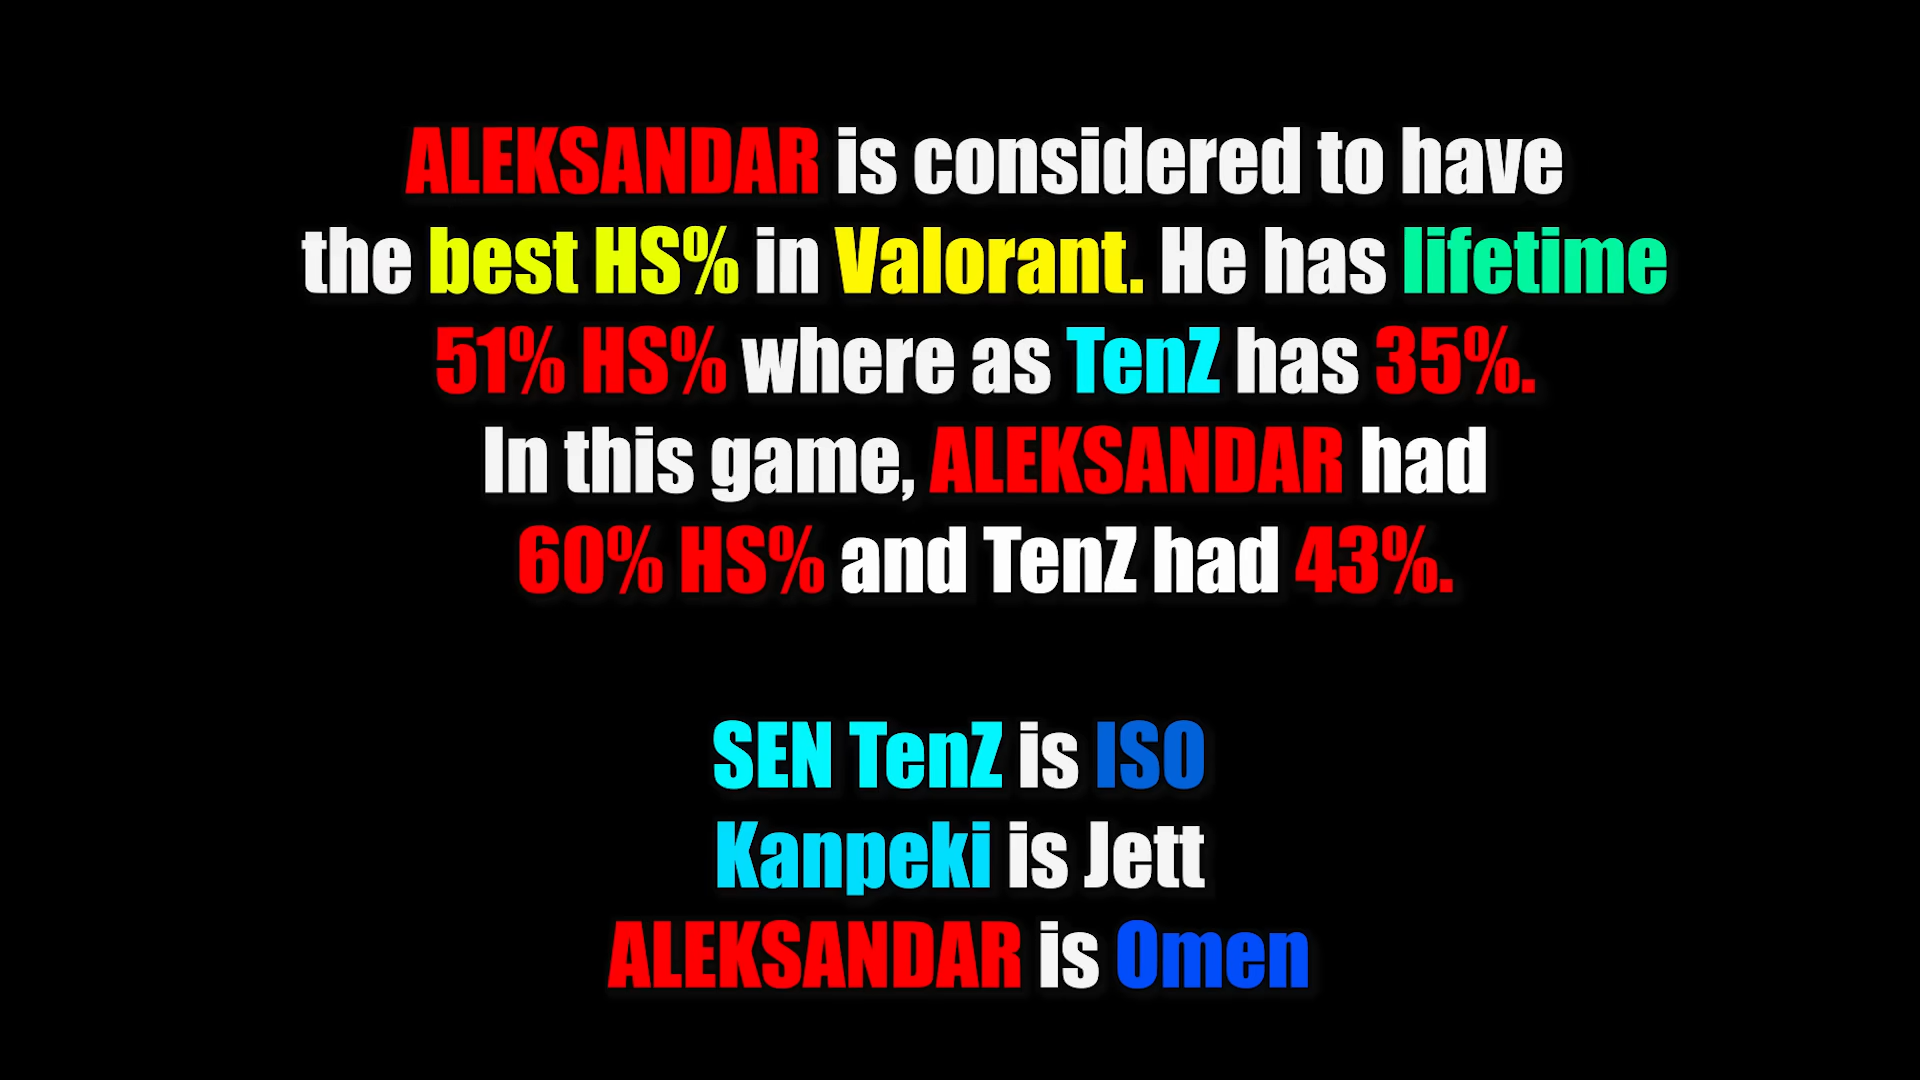 ALEKSANDAR is considered to have
the best HS% in Valorant. He has lifetime
51% HS% where as TenZ has 35%.
In this game, ALEKSANDAR had
60% HS% and TenZ had 43%.
SEN TenZ is ISO
Kanpeki is Jett
ALEKSANDAR is Omen